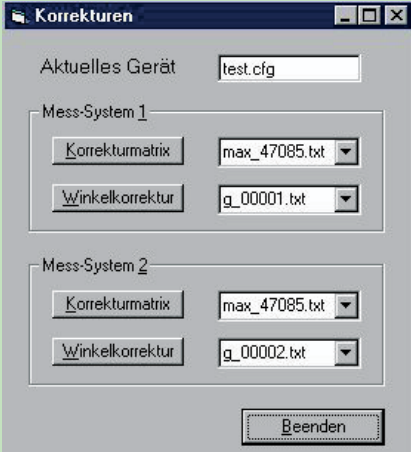 Korrekturen
Aktuelles Gerät test.cfg
Mess-System 1
Korrekturmatrix max_47085.txt
Winkelkorrektur g_00001.txt
Mess-System 2
Korrekturmatrix max_47085.txt
Winkelkorrektur g_00002.txt
Beenden